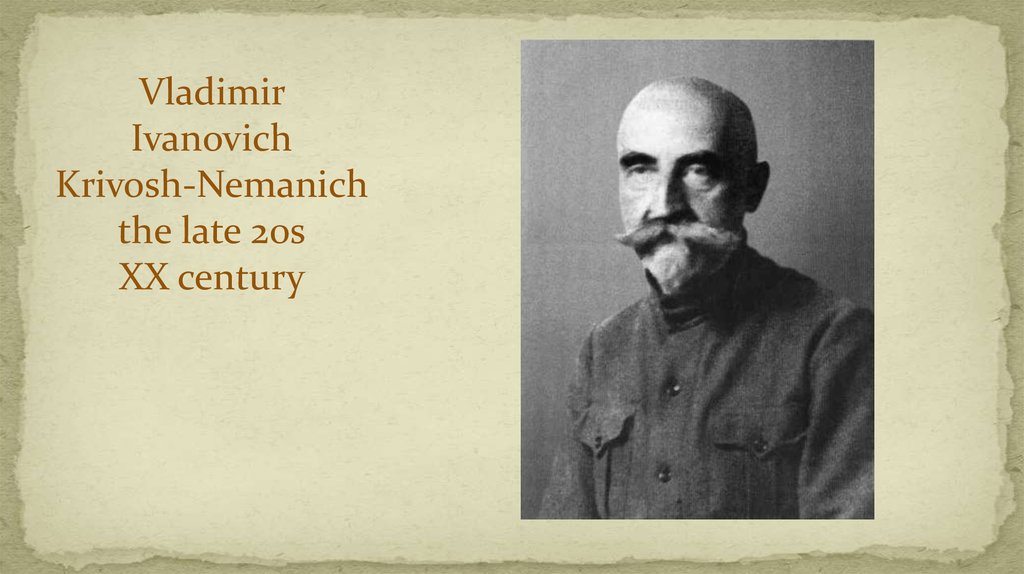 Vladimir
Ivanovich
Krivosh-Nemanich
the late 20s
XX century